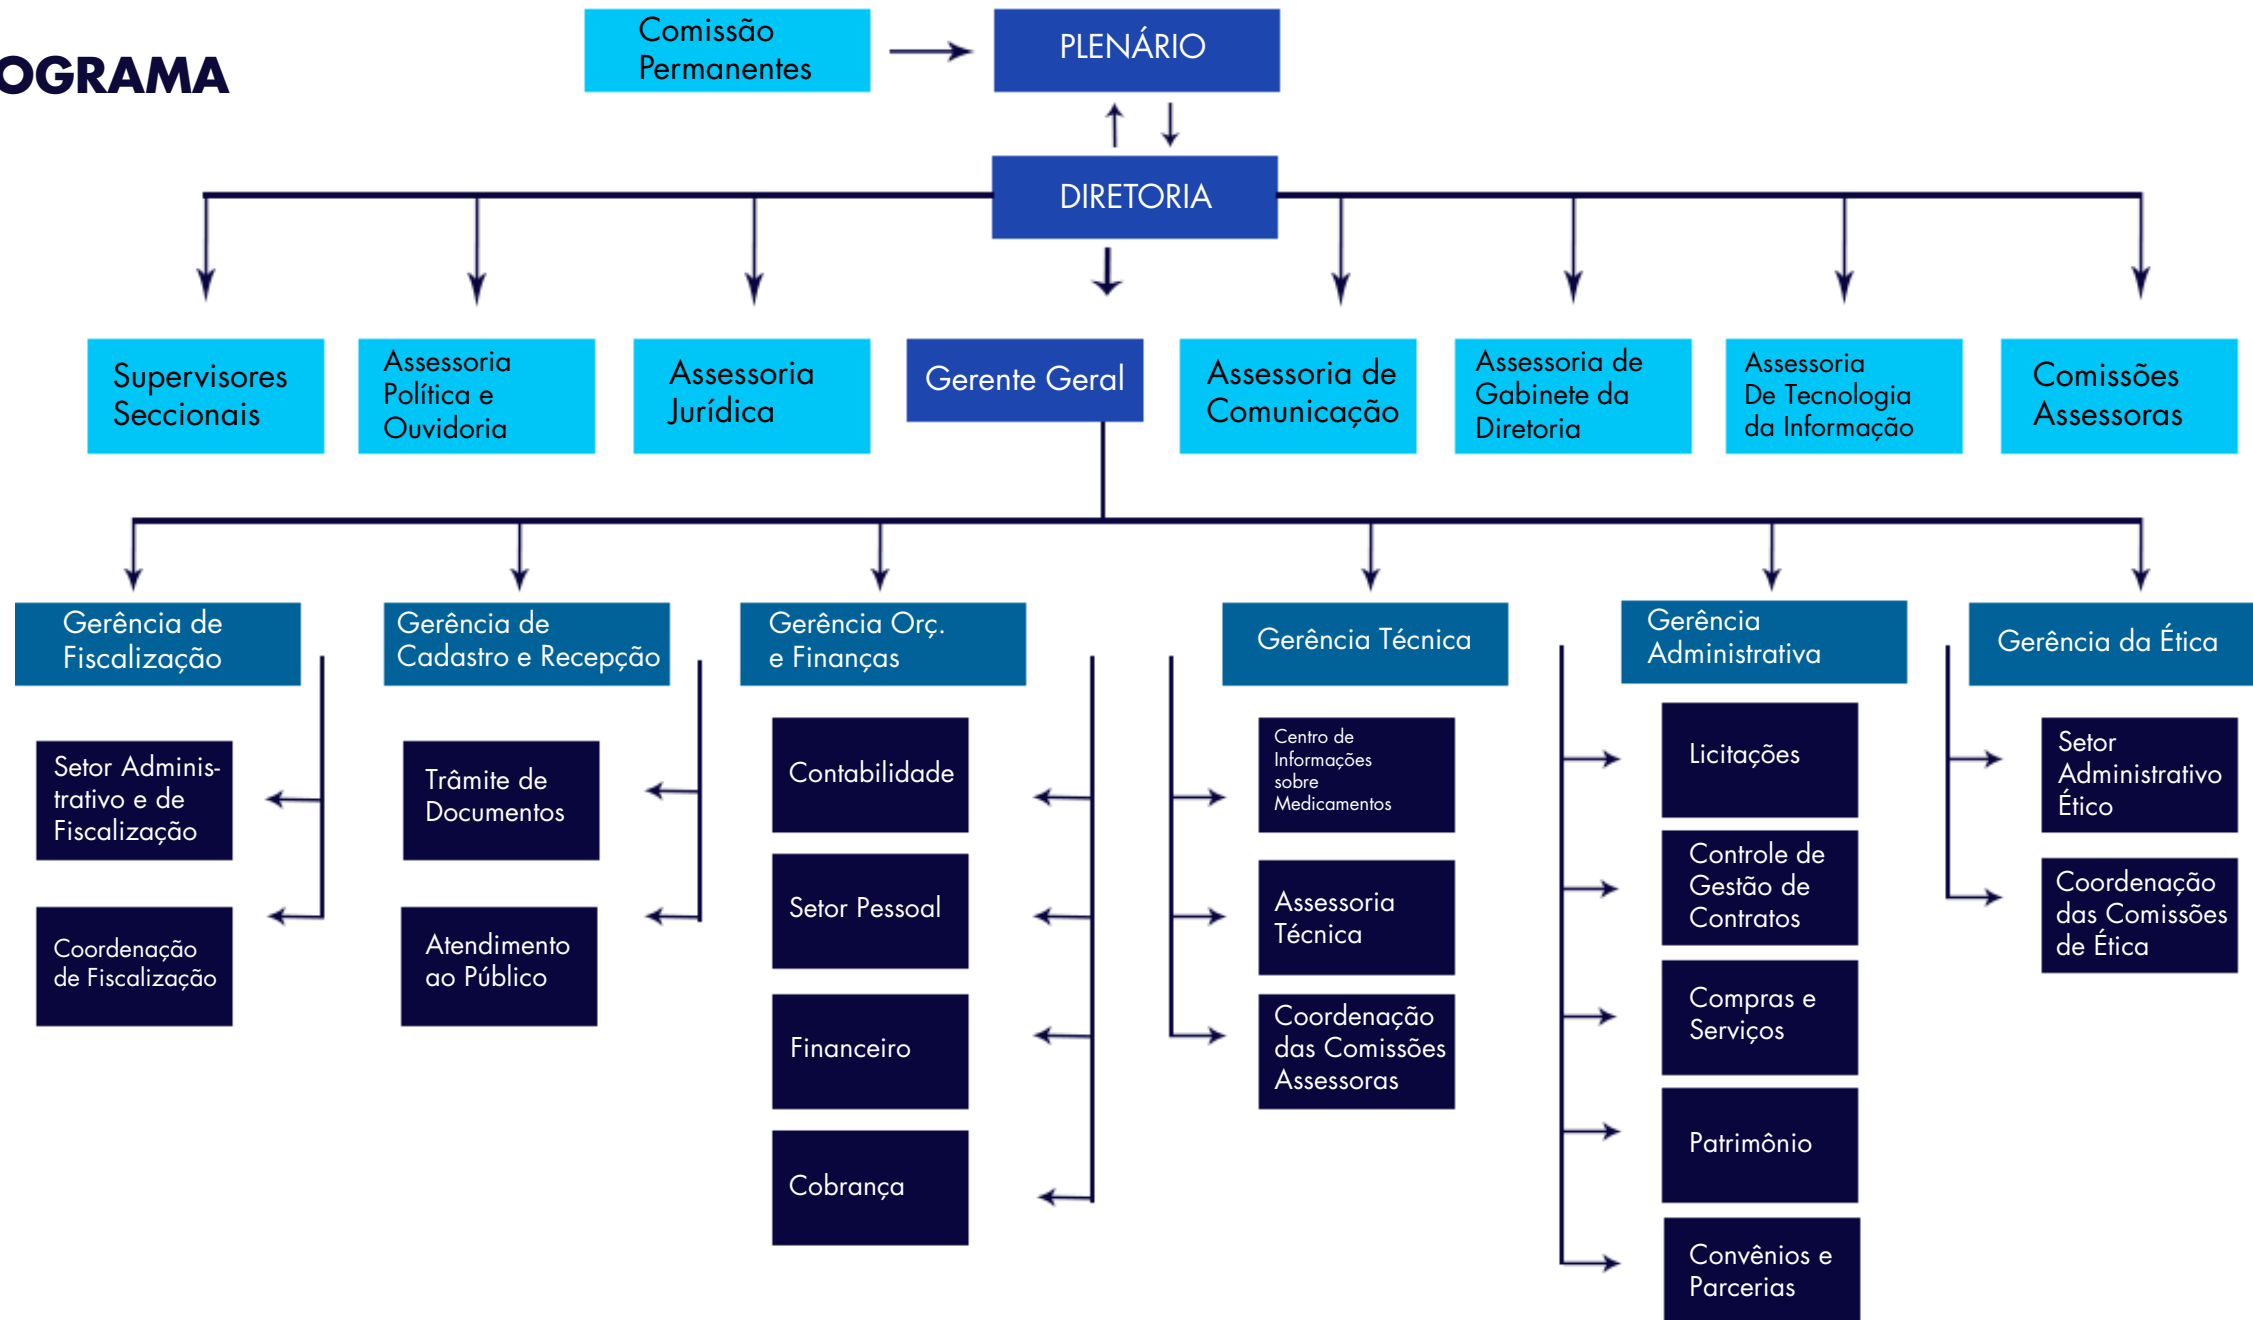 OGRAMA
Comissão
Permanentes
PLENÁRIO
DIRETORIA
Supervisores
Seccionais
Assessoria
Política e
Ouvidoria
Assessoria
Jurídica
Gerente Geral
Assessoria de
Comunicação
Assessoria de
Gabinete da
Diretoria
Assessoria
De Tecnologia
da Informação
Comissões
Assessoras
Gerência de
Fiscalização
Setor Adminis-
trativo e de
Fiscalização
Coordenação
de Fiscalização
Gerência de
Cadastro e Recepção
Trâmite de
Documentos
Atendimento
ao Público
Gerência Orç.
e Finanças
Contabilidade
Setor Pessoal
Financeiro
Cobrança
Gerência Técnica
Centro de
Informações
sobre
Medicamentos
Assessoria
Técnica
Coordenação
das Comissões
Assessoras
Gerência
Administrativa
Licitações
Controle de
Gestão de
Contratos
Compras e
Serviços
Patrimônio
Convênios e
Parcerias
Gerência da Ética
Setor
Administrativo
Ético
Coordenação
das Comissões
de Ética